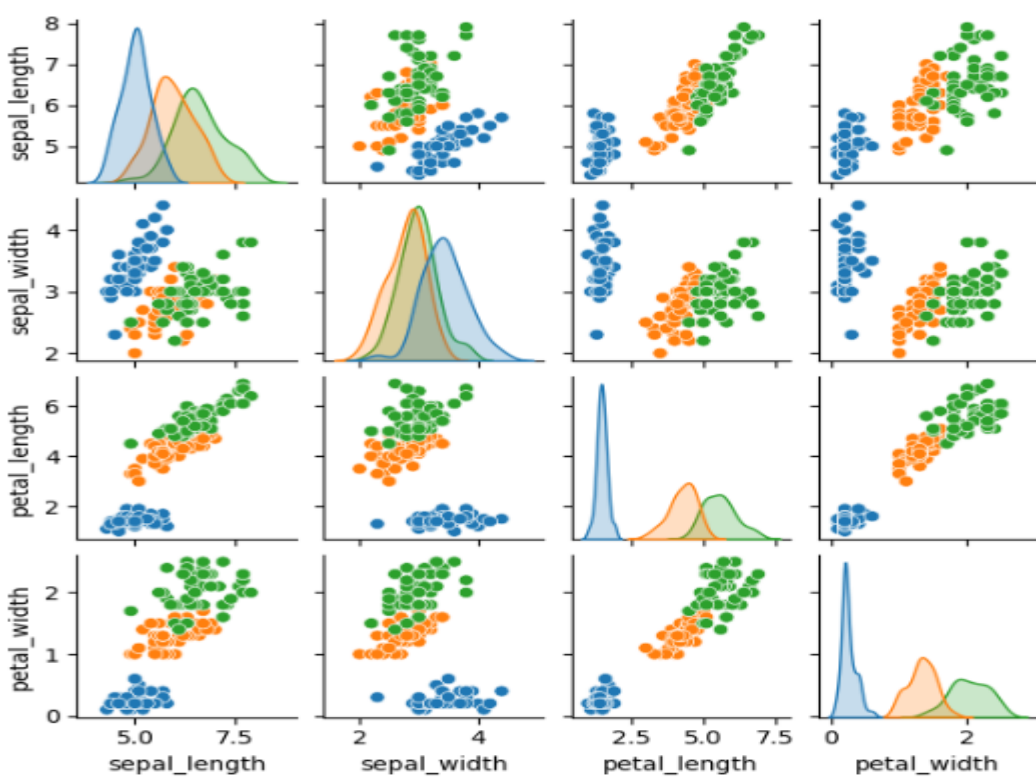 sepal_length
8
7
6
5
sepal_width
4
3
2
petal_length
6
4
2
petal_width
2
1
0
5.0 7.5
2 4
2.5 5.0 7.5
0 2
sepal_length sepal_width petal_length petal_width